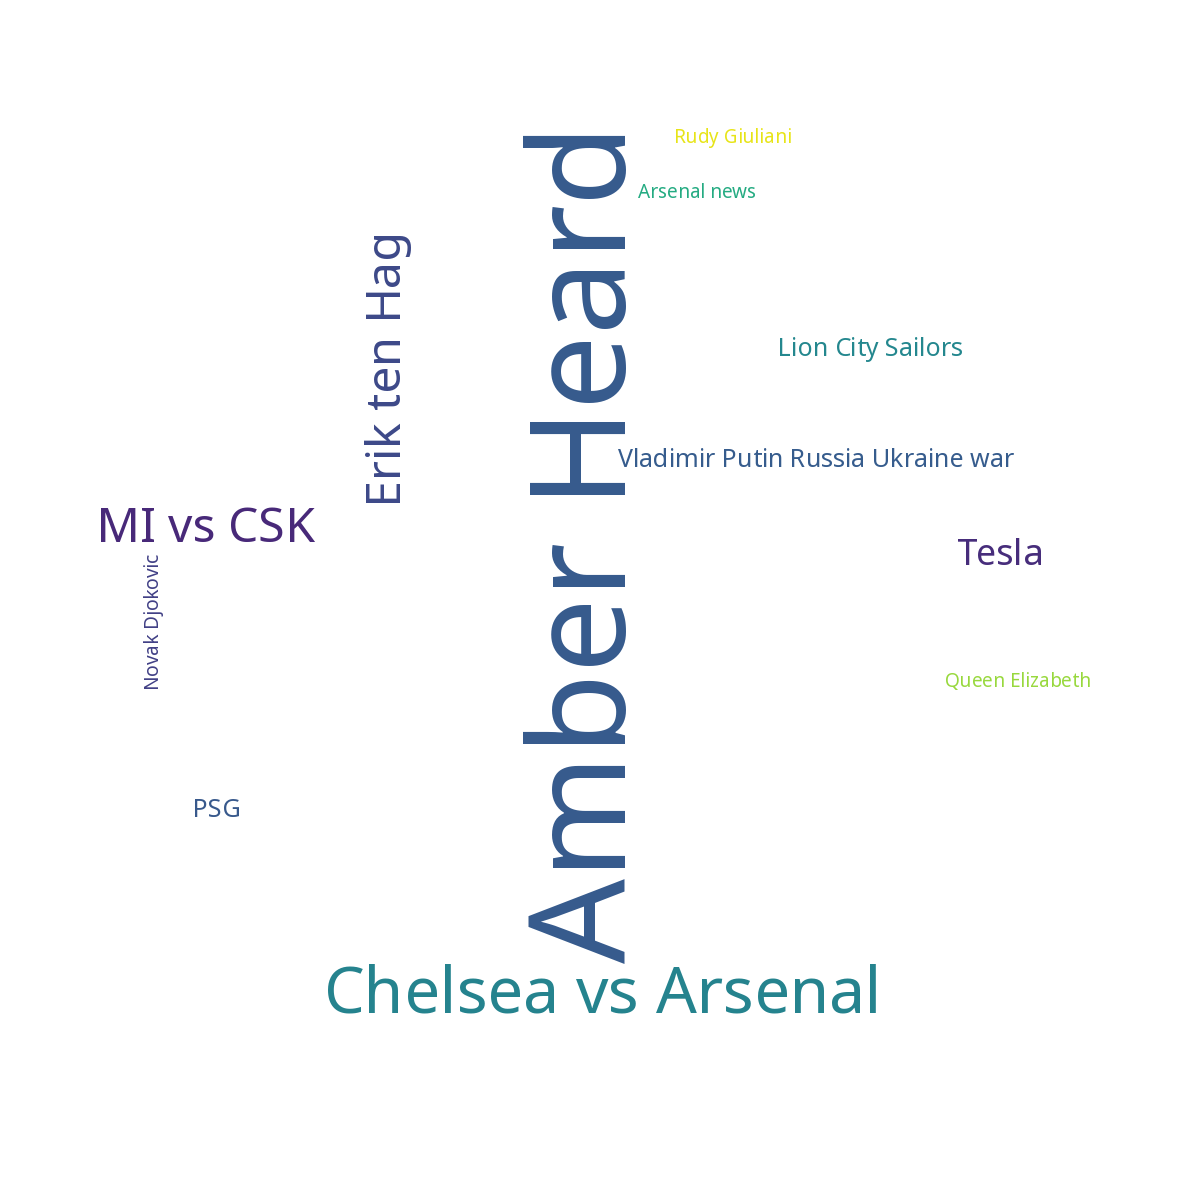 Rudy Giuliani
Arsenal news
Amber Heard
Erik ten Hag
Lion City Sailors
Vladimir Putin Russia Ukraine war
MI vs CSK
Tesla
Novak Djokovic
Queen Elizabeth
PSG
Chelsea vs Arsenal